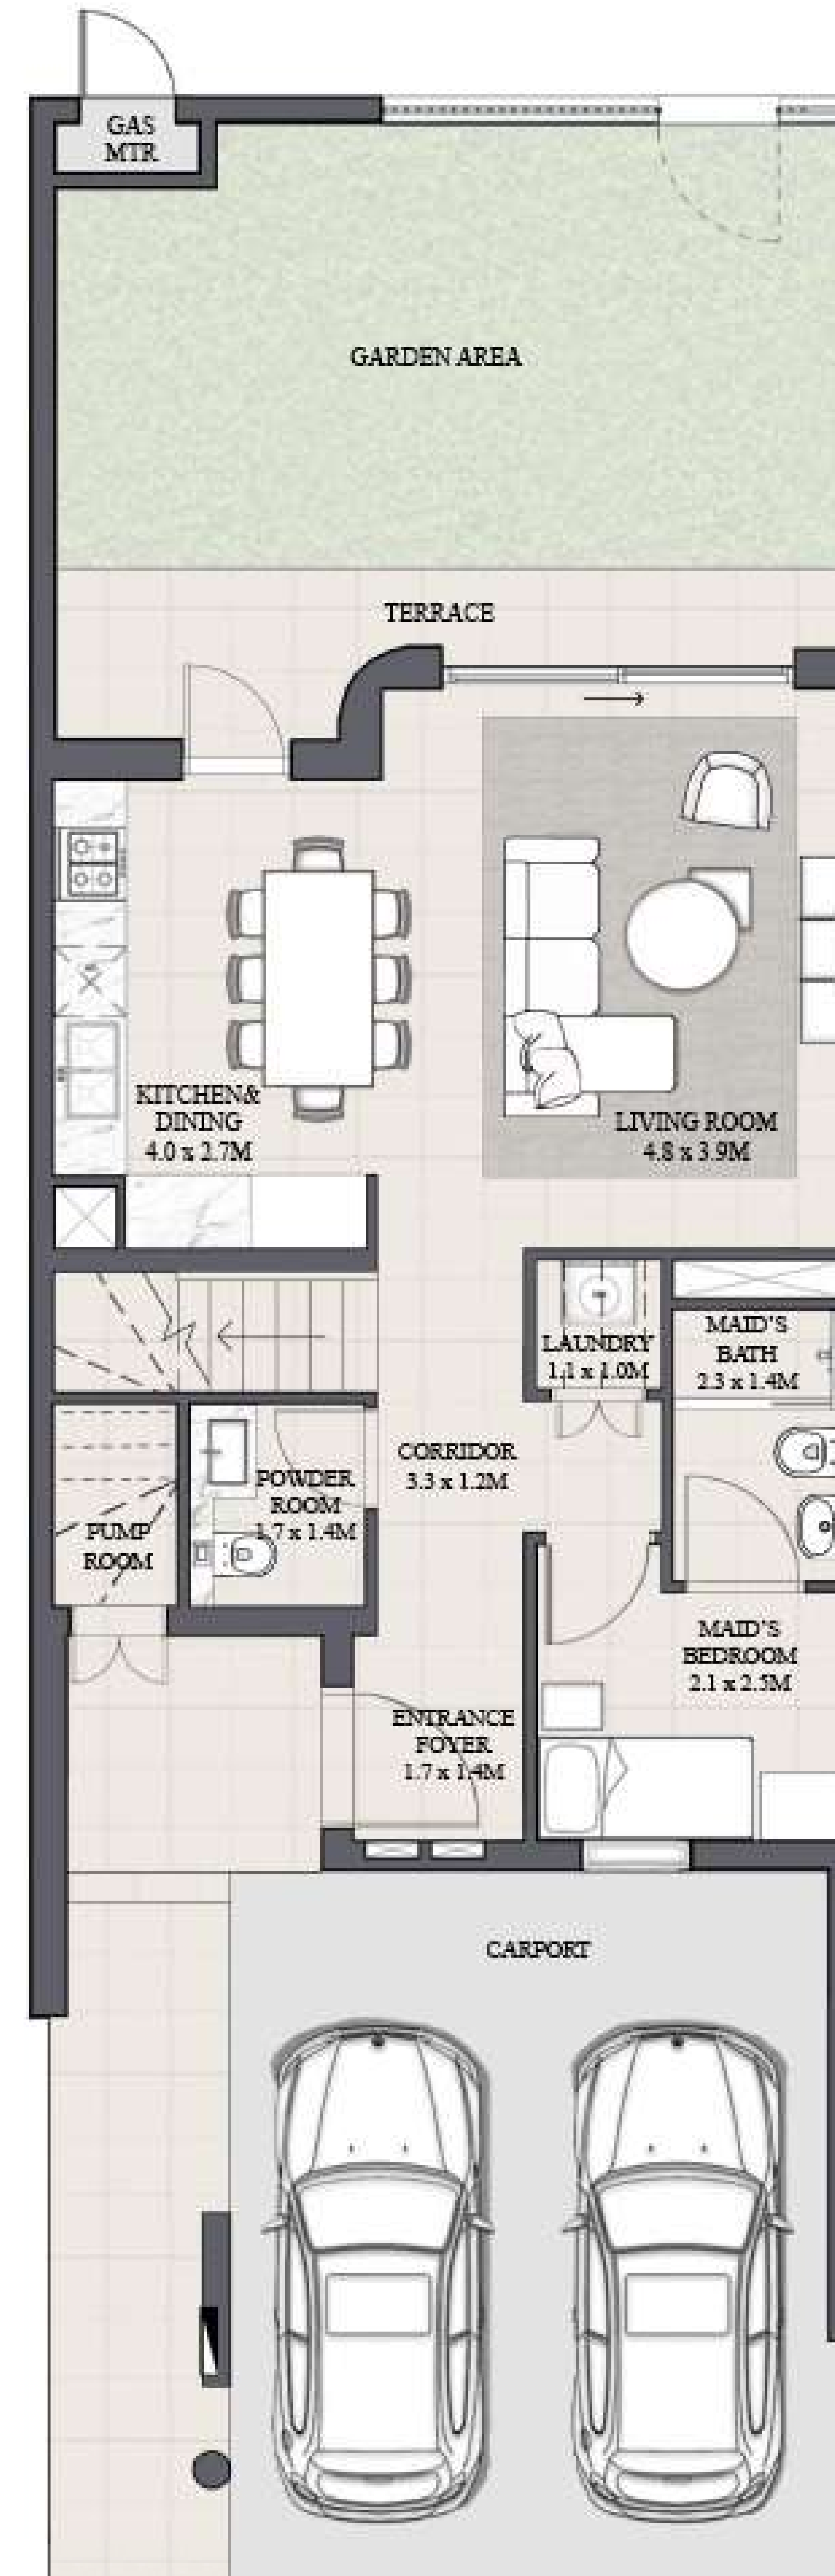 GAS
MTR
GARDEN AREA
TERRACE
KITCHEN&
DINING
4.0 x 2.7M
LIVING ROOM
4.8 x 3.9M
LAUNDRY
1.1 x 1.0M
MAID'S
BATH
2.3 x 1.4M
CORRIDOR
3.3 x 1.2M
POWDER
ROOM
1.7 x 1.4M
PUMP
ROOM
MAID'S
BEDROOM
2.1 x 2.5M
ENTRANCE
FOYER
1.7 x 1.4M
CARPORT